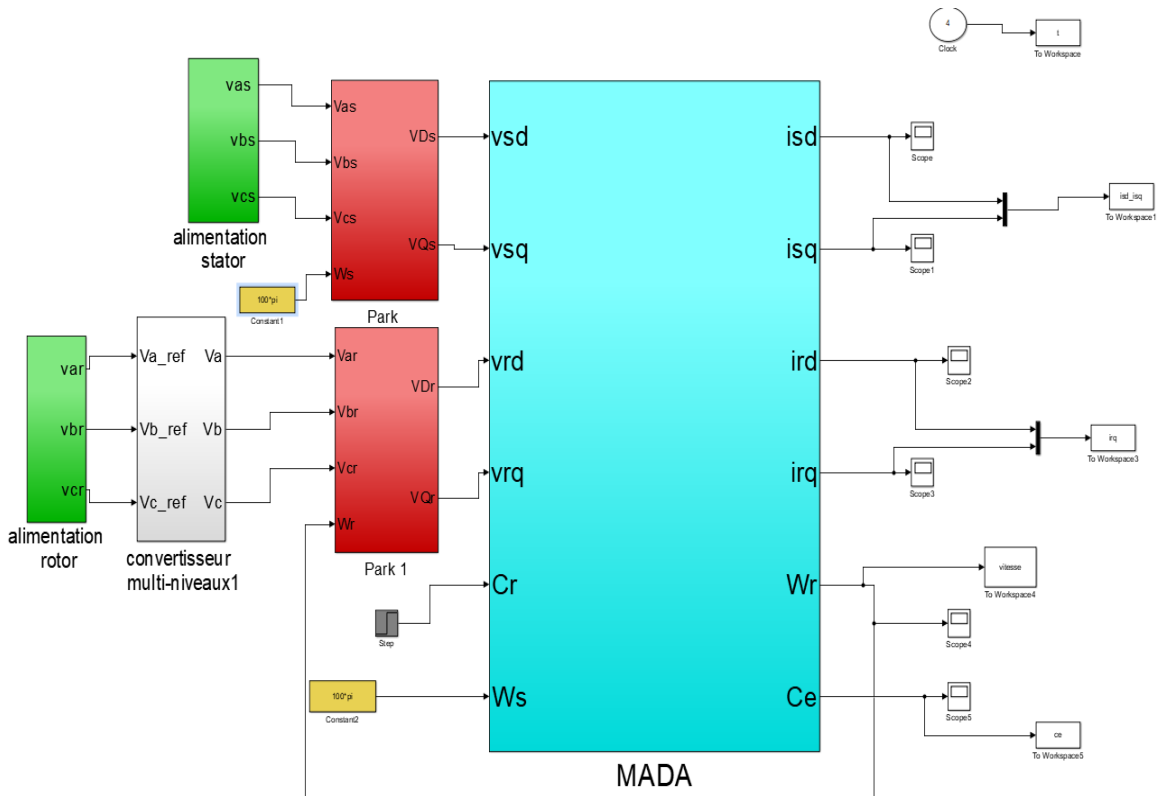 4
Clock
t
To Workspace
vas
vbs
vcs
alimentation
stator
Vas
Vbs
Vcs
Ws
VDs
VQs
Park
100*pi
Constant1
var
vbr
vcr
alimentation
rotor
Va_ref
Vb_ref
Vc_ref
Va
Vb
Vc
convertisseur
multi-niveaux1
Var
Vbr
Vcr
Wr
VDr
VQr
Park 1
Step
100*pi
Constant2
vsd
vsq
vrd
vrq
Cr
Ws
isd
isq
ird
irq
Wr
Ce
MADA
Scope
Scope1
isd_isq
To Workspace1
Scope2
Scope3
irq
To Workspace3
vitesse
To Workspace4
Scope4
Scope5
ce
To Workspace5